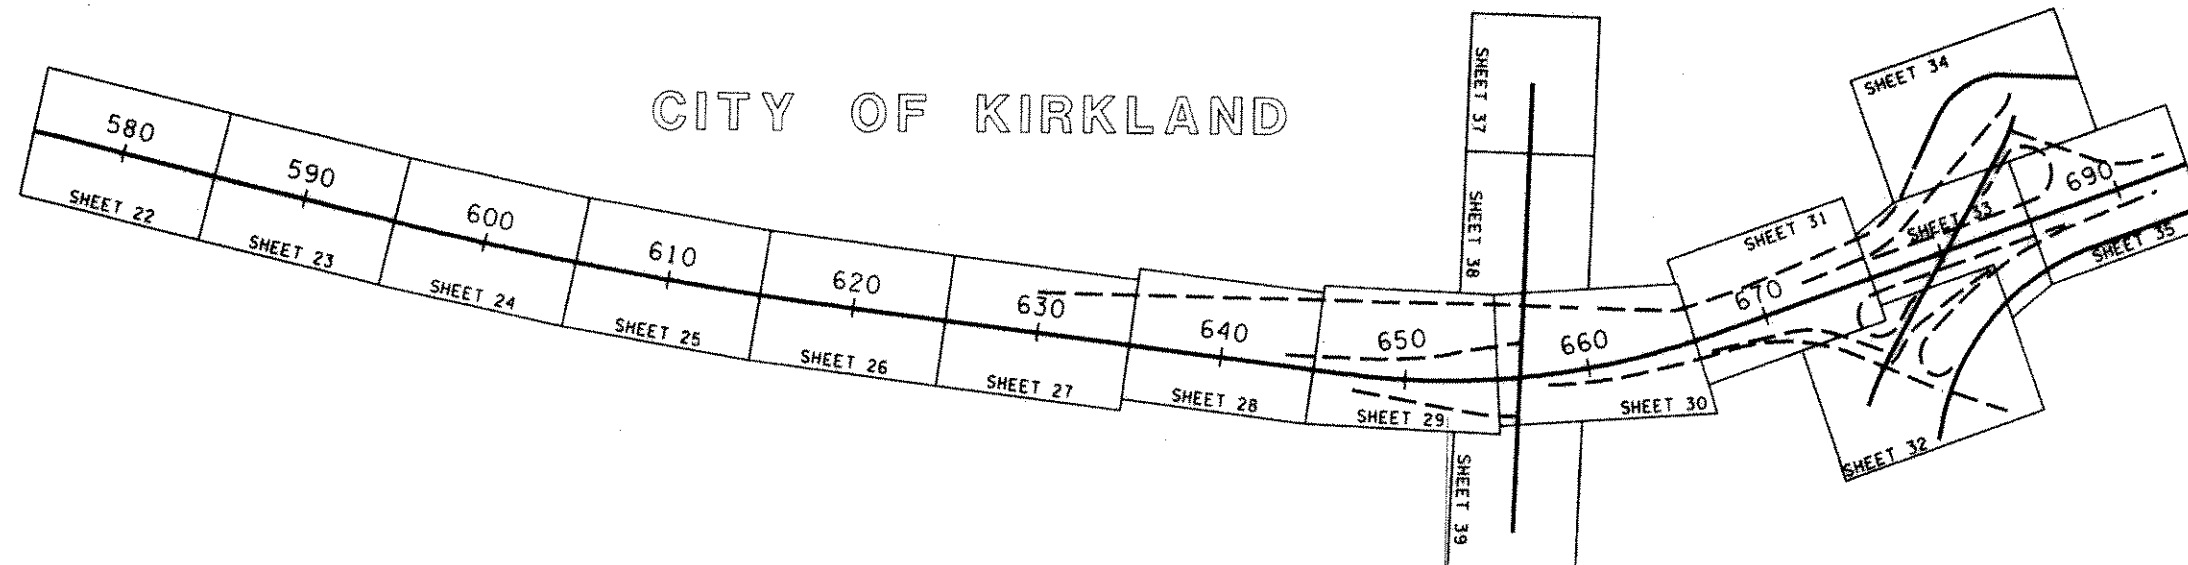 CITY OF KIRKLAND
580
SHEET 22
590
SHEET 23
600
SHEET 24
610
SHEET 25
620
SHEET 26
630
SHEET 27
640
SHEET 28
650
SHEET 29
660
SHEET 30
SHEET 37
SHEET 38
SHEET 39
670
SHEET 31
SHEET 32
SHEET 33
SHEET 34
690
SHEET 35